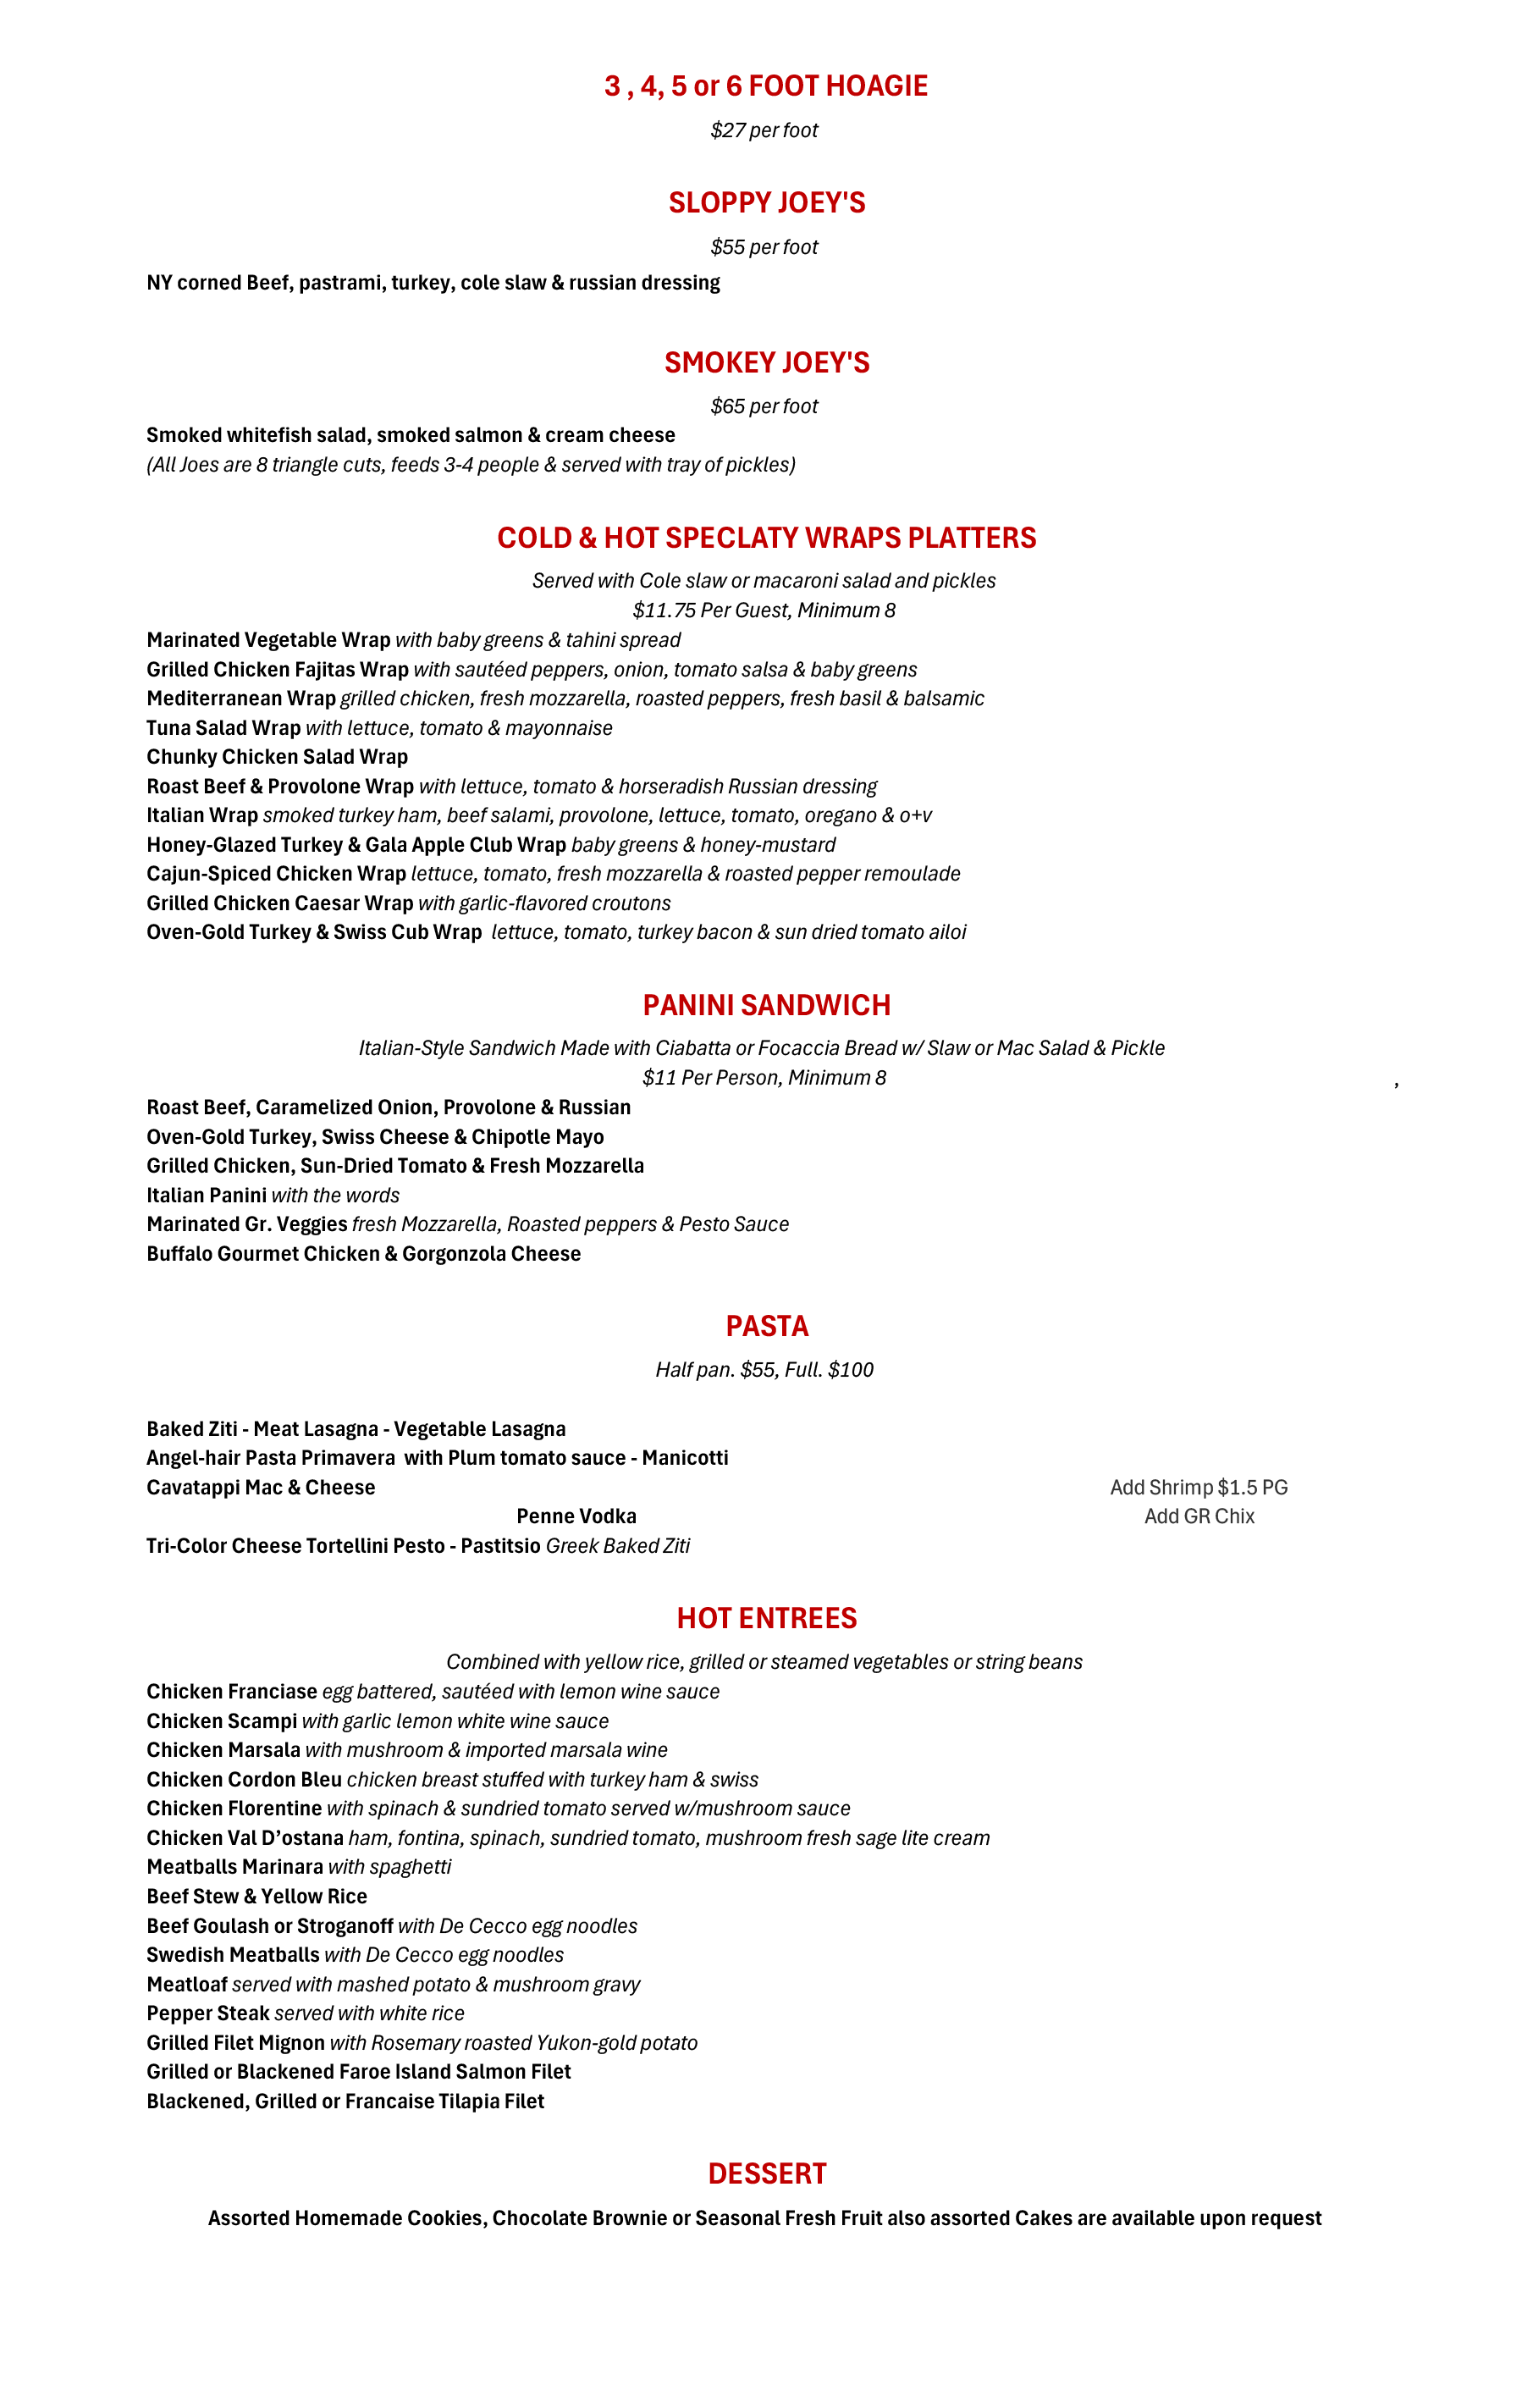 3 , 4, 5 or 6 FOOT HOAGIE
$27 per foot
SLOPPY JOEY'S
$55 per foot
NY corned Beef, pastrami, turkey, cole slaw & russian dressing
SMOKEY JOEY'S
$65 per foot
Smoked whitefish salad, smoked salmon & cream cheese
(All Joes are 8 triangle cuts, feeds 3-4 people & served with tray of pickles)
COLD & HOT SPECLATY WRAPS PLATTERS
Served with Cole slaw or macaroni salad and pickles
$11.75 Per Guest, Minimum 8
Marinated Vegetable Wrap with baby greens & tahini spread
Grilled Chicken Fajitas Wrap with sautéed peppers, onion, tomato salsa & baby greens
Mediterranean Wrap grilled chicken, fresh mozzarella, roasted peppers, fresh basil & balsamic
Tuna Salad Wrap with lettuce, tomato & mayonnaise
Chunky Chicken Salad Wrap
Roast Beef & Provolone Wrap with lettuce, tomato & horseradish Russian dressing
Italian Wrap smoked turkey ham, beef salami, provolone, lettuce, tomato, oregano & o+v
Honey-Glazed Turkey & Gala Apple Club Wrap baby greens & honey-mustard
Cajun-Spiced Chicken Wrap lettuce, tomato, fresh mozzarella & roasted pepper remoulade
Grilled Chicken Caesar Wrap with garlic-flavored croutons
Oven-Gold Turkey & Swiss Cub Wrap lettuce, tomato, turkey bacon & sun dried tomato ailoi
PANINI SANDWICH
Italian-Style Sandwich Made with Ciabatta or Focaccia Bread w/ Slaw or Mac Salad & Pickle
$11 Per Person, Minimum 8 ,
Roast Beef, Caramelized Onion, Provolone & Russian
Oven-Gold Turkey, Swiss Cheese & Chipotle Mayo
Grilled Chicken, Sun-Dried Tomato & Fresh Mozzarella
Italian Panini with the words
Marinated Gr. Veggies fresh Mozzarella, Roasted peppers & Pesto Sauce
Buffalo Gourmet Chicken & Gorgonzola Cheese
PASTA
Half pan. $55, Full. $100
Baked Ziti - Meat Lasagna - Vegetable Lasagna
Angel-hair Pasta Primavera with Plum tomato sauce - Manicotti
Cavatappi Mac & Cheese Add Shrimp $1.5 PG
Penne Vodka Add GR Chix
Tri-Color Cheese Tortellini Pesto - Pastitsio Greek Baked Ziti
HOT ENTREES
Combined with yellow rice, grilled or steamed vegetables or string beans
Chicken Franciase egg battered, sautéed with lemon wine sauce
Chicken Scampi with garlic lemon white wine sauce
Chicken Marsala with mushroom & imported marsala wine
Chicken Cordon Bleu chicken breast stuffed with turkey ham & swiss
Chicken Florentine with spinach & sundried tomato served w/mushroom sauce
Chicken Val D’ostana ham, fontina, spinach, sundried tomato, mushroom fresh sage lite cream
Meatballs Marinara with spaghetti
Beef Stew & Yellow Rice
Beef Goulash or Stroganoff with De Cecco egg noodles
Swedish Meatballs with De Cecco egg noodles
Meatloaf served with mashed potato & mushroom gravy
Pepper Steak served with white rice
Grilled Filet Mignon with Rosemary roasted Yukon-gold potato
Grilled or Blackened Faroe Island Salmon Filet
Blackened, Grilled or Francaise Tilapia Filet
DESSERT
Assorted Homemade Cookies, Chocolate Brownie or Seasonal Fresh Fruit also assorted Cakes are available upon request